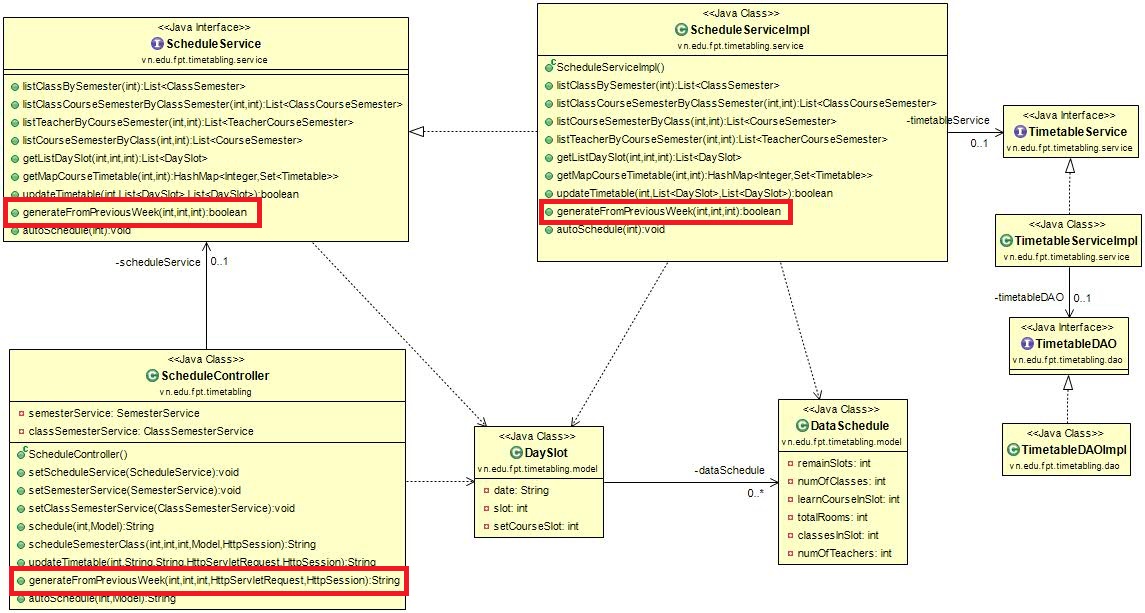 <<Java Interface>>
ScheduleService
vn.edu.fpt.timetabling.service
listClassBySemester(int):List<ClassSemester>
listClassCourseSemesterByClassSemester(int,int):List<ClassCourseSemester>
listTeacherByCourseSemester(int,int):List<TeacherCourseSemester>
listCourseSemesterByClass(int,int):List<CourseSemester>
getListDaySlot(int,int,int):List<DaySlot>
getMapCourseTimetable(int,int):HashMap<Integer,Set<Timetable>>
updateTimetable(int,List<DaySlot>,List<DaySlot>):boolean
generateFromPreviousWeek(int,int,int):boolean
autoSchedule(int):void
<<Java Class>>
ScheduleServiceImpl
vn.edu.fpt.timetabling.service
ScheduleServiceImpl()
listClassBySemester(int):List<ClassSemester>
listClassCourseSemesterByClassSemester(int,int):List<ClassCourseSemester>
listCourseSemesterByClass(int,int):List<CourseSemester>
listTeacherByCourseSemester(int,int):List<TeacherCourseSemester>
getListDaySlot(int,int,int):List<DaySlot>
getMapCourseTimetable(int,int):HashMap<Integer,Set<Timetable>>
updateTimetable(int,List<DaySlot>,List<DaySlot>):boolean
generateFromPreviousWeek(int,int,int):boolean
autoSchedule(int):void
-timetableService
0..1
<<Java Interface>>
TimetableService
vn.edu.fpt.timetabling.service
<<Java Class>>
TimetableServiceImpl
vn.edu.fpt.timetabling.service
-timetableDAO
0..1
<<Java Interface>>
TimetableDAO
vn.edu.fpt.timetabling.dao
<<Java Class>>
TimetableDAOImpl
vn.edu.fpt.timetabling.dao
-scheduleService
0..1
<<Java Class>>
ScheduleController
vn.edu.fpt.timetabling
semesterService: SemesterService
classSemesterService: ClassSemesterService
ScheduleController()
setScheduleService(ScheduleService):void
setSemesterService(SemesterService):void
setClassSemesterService(ClassSemesterService):void
schedule(int,Model):String
scheduleSemesterClass(int,int,int,Model,HttpSession):String
updateTimetable(int,String,String,HttpServletRequest,HttpSession):String
generateFromPreviousWeek(int,int,int,HttpServletRequest,HttpSession):String
autoSchedule(int,Model):String
<<Java Class>>
DaySlot
vn.edu.fpt.timetabling.model
date: String
slot: int
setCourseSlot: int
-dataSchedule
0..*
<<Java Class>>
DataSchedule
vn.edu.fpt.timetabling.model
remainSlots: int
numOfClasses: int
learnCourseInSlot: int
totalRooms: int
classesInSlot: int
numOfTeachers: int